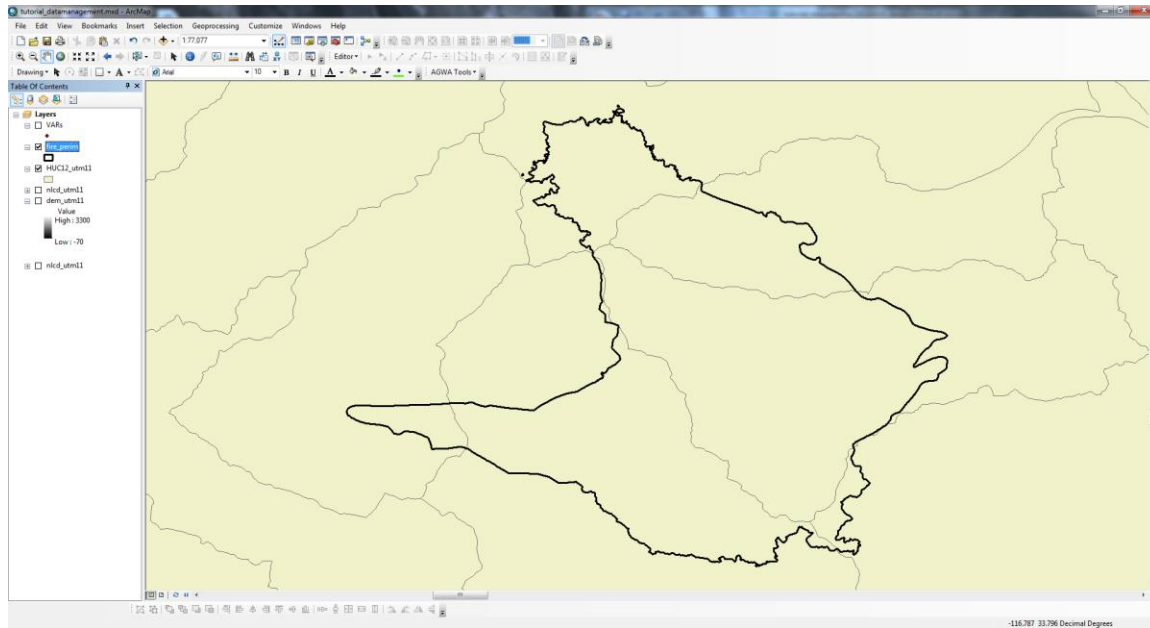 tutorial_datamanagement.mxd - ArcMap
File Edit View Bookmarks Insert Selection Geoprocessing Customize Windows Help
1:77,077
Editor
Drawing A Arial 10 B I U A AGWA Tools
Table Of Contents
Layers
VARs
fire_perim
HUC12_utm11
nlcd_utm11
dem_utm11
Value
High : 3300
Low : -70
nlcd_utm11
-116.787 33.796 Decimal Degrees